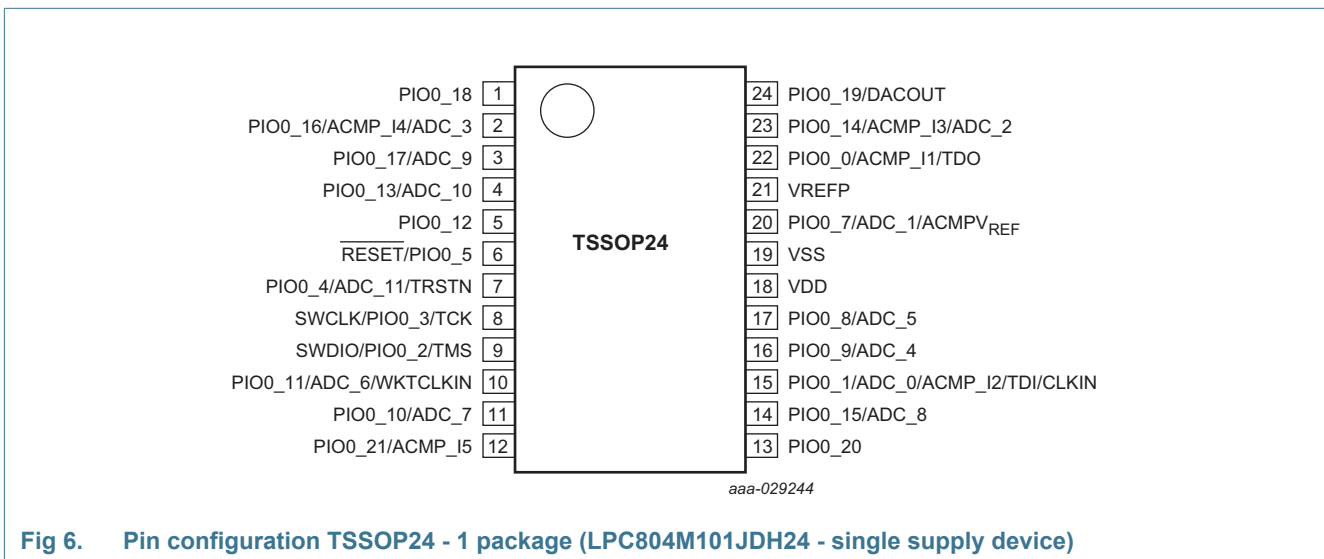 PIO0_18 1
PIO0_16/ACMP_I4/ADC_3 2
PIO0_17/ADC_9 3
PIO0_13/ADC_10 4
PIO0_12 5
RESET/PIO0_5 6
PIO0_4/ADC_11/TRSTN 7
SWCLK/PIO0_3/TCK 8
SWDIO/PIO0_2/TMS 9
PIO0_11/ADC_6/WKTCLKIN 10
PIO0_10/ADC_7 11
PIO0_21/ACMP_I5 12
TSSOP24
24 PIO0_19/DACOUT
23 PIO0_14/ACMP_I3/ADC_2
22 PIO0_0/ACMP_I1/TDO
21 VREFP
20 PIO0_7/ADC_1/ACMPVREF
19 VSS
18 VDD
17 PIO0_8/ADC_5
16 PIO0_9/ADC_4
15 PIO0_1/ADC_0/ACMP_I2/TDI/CLKIN
14 PIO0_15/ADC_8
13 PIO0_20
aaa-029244
Fig 6. Pin configuration TSSOP24 - 1 package (LPC804M101JDH24 - single supply device)